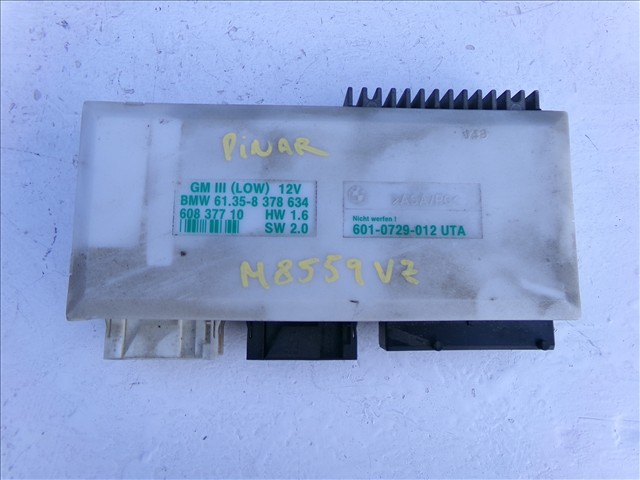 PINAR
GM III (LOW) 12V
BMW 61.35-8 378 634
608 377 10 HW 1.6
SW 2.0
Nicht werfen !
601-0729-012 UTA
M8559VZ